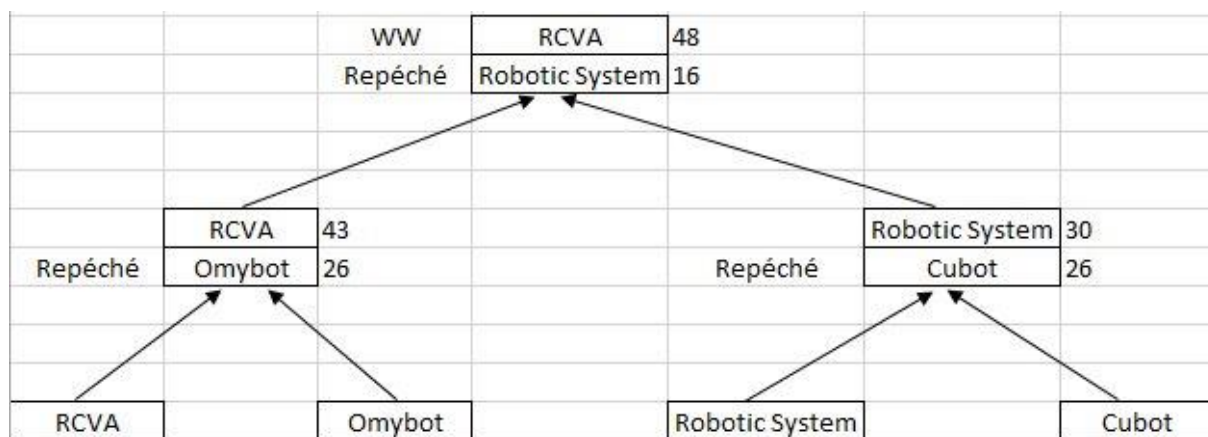 WW RCVA 48
Repéché Robotic System 16
RCVA 43 Robotic System 30
Repéché Omybot 26 Repéché Cubot 26
RCVA Omybot Robotic System Cubot